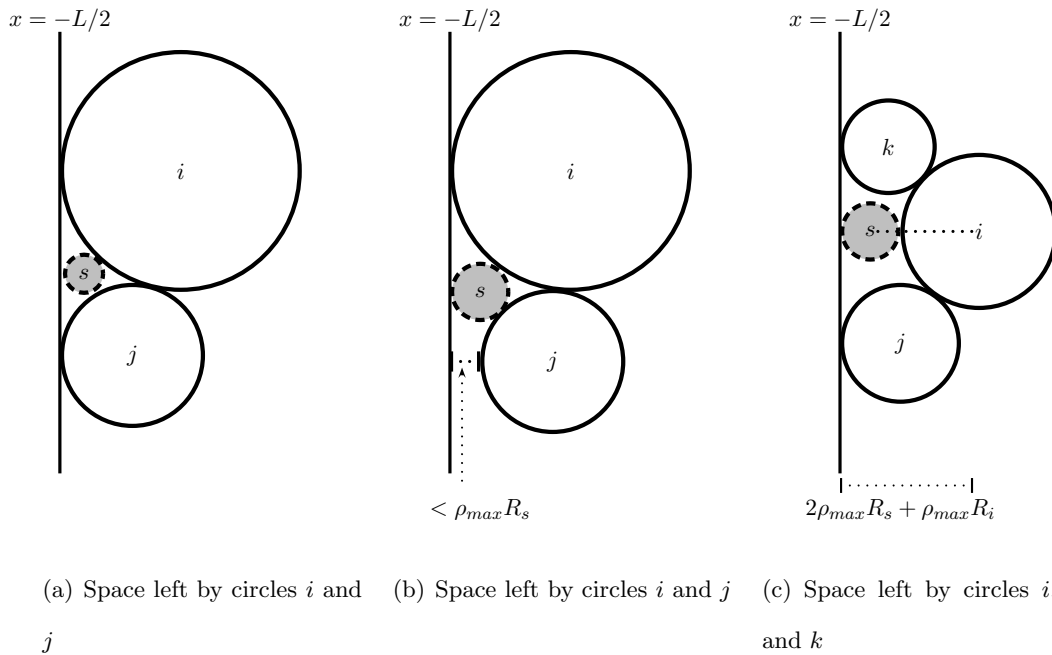 x = −L/2
x = −L/2
x = −L/2
i
s
j
i
s
j
k
s
i
j
< ρmaxRs
2ρmaxRs + ρmaxRi
(a) Space left by circles i and
j
(b) Space left by circles i and j
(c) Space left by circles i
and k